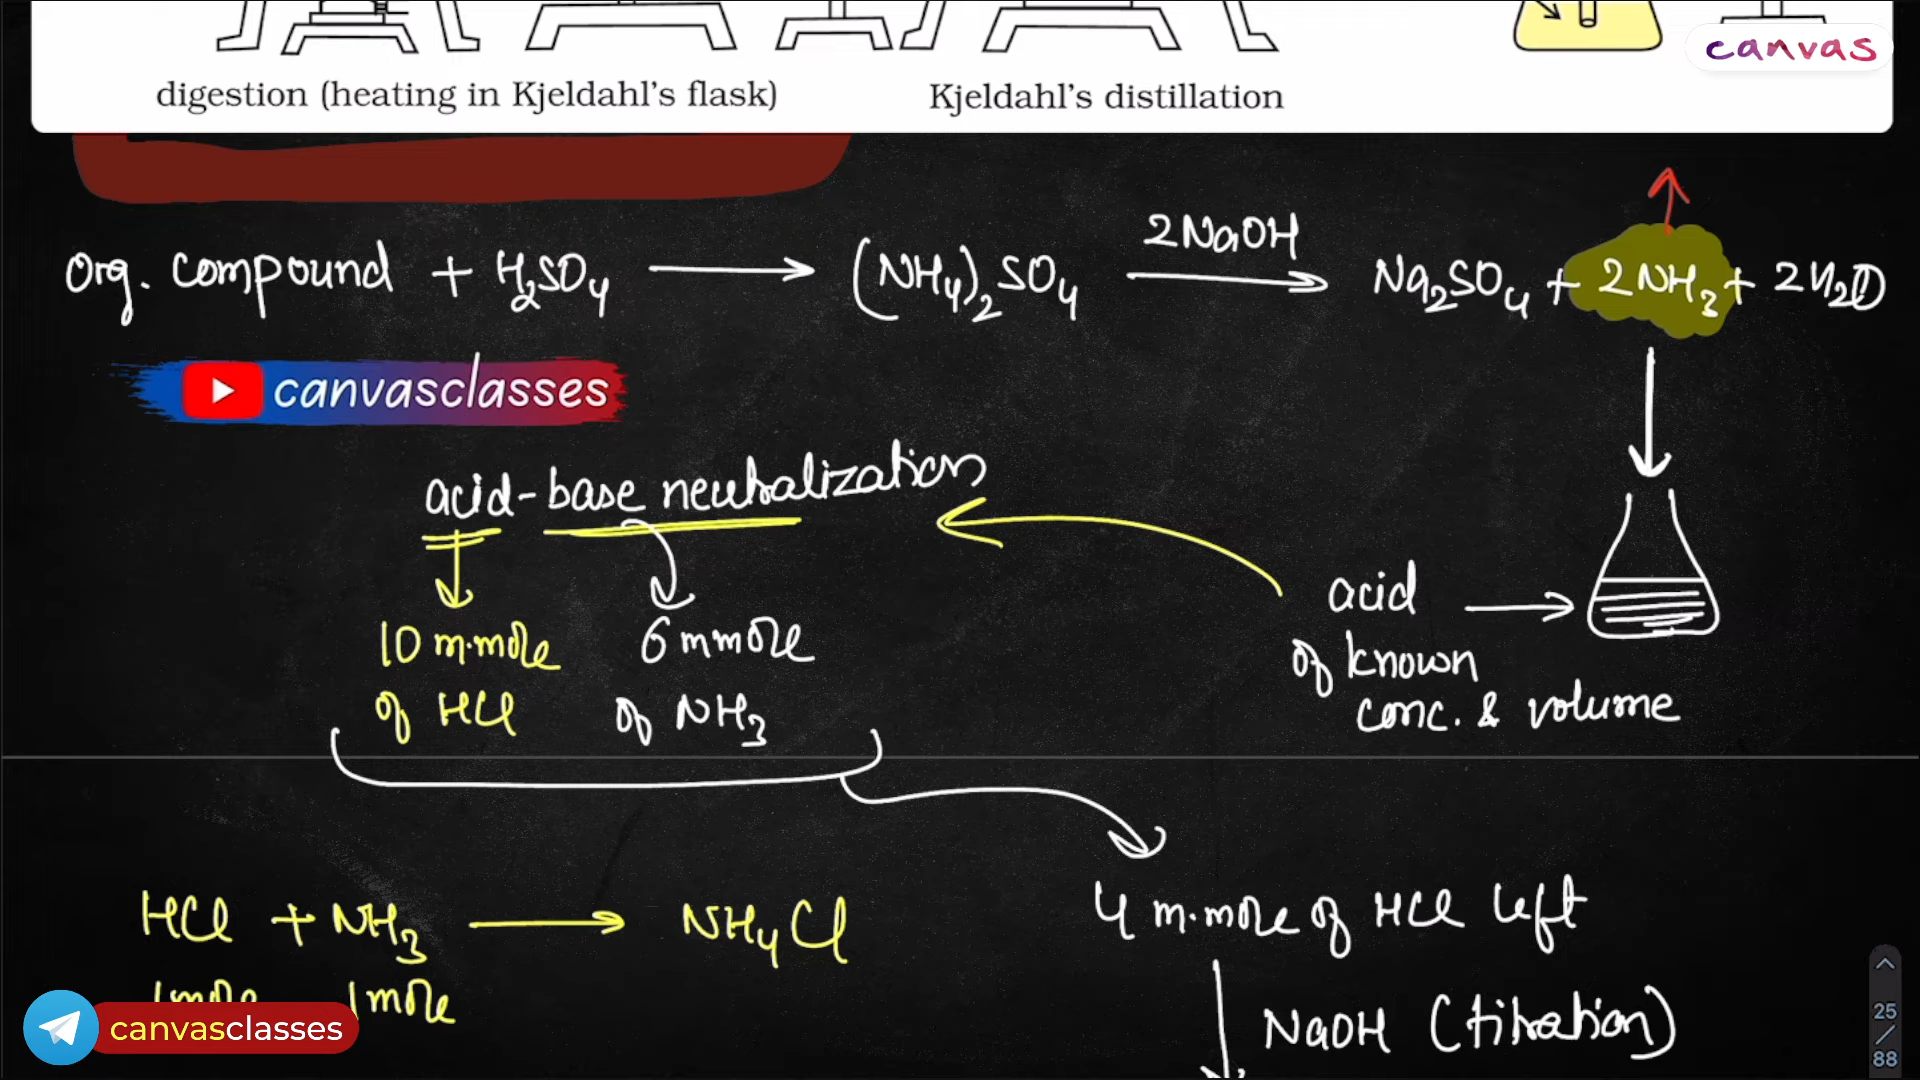 canvas
digestion (heating in Kjeldahl's flask)
Kjeldahl's distillation
2NaOH
Org. compound + H₂SO₄ ⟶ (NH₄)₂SO₄ ⟶ Na₂SO₄ + 2NH₃ + 2H₂O
canvasclasses
acid-base neutralization
10 m.mole
of HCl
6 mmole
of NH₃
acid
of known
conc. & volume
4 m.mole of HCl left
HCl + NH₃ ⟶ NH₄Cl
1mole 1mole
NaOH (titration)
canvasclasses
25
/
88